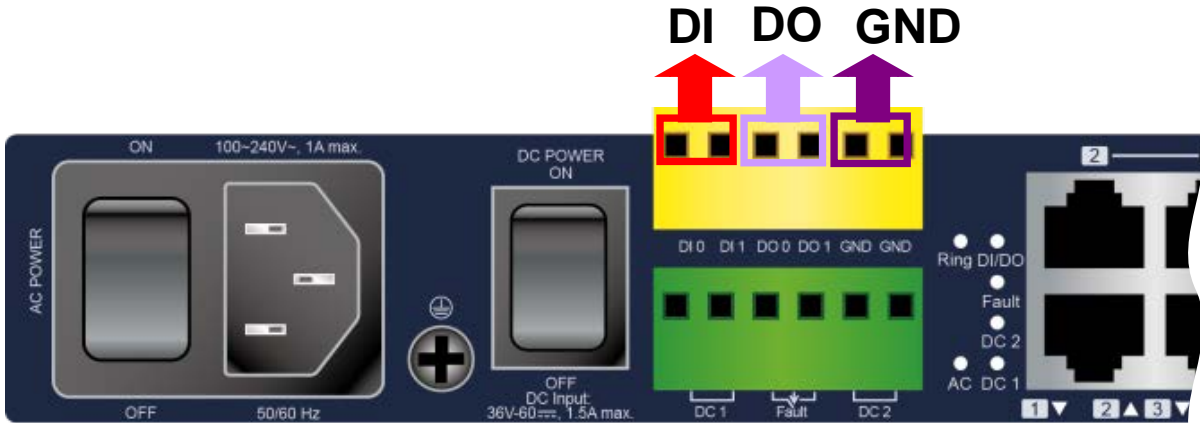 DI DO GND
ON
100~240V~, 1A max.
AC POWER
OFF
50/60 Hz
DC POWER
ON
OFF
DC Input:
36V-60⎓, 1.5A max.
DI 0 DI 1 DO 0 DO 1 GND GND
DC 1 Fault DC 2
Ring DI/DO
Fault
DC 2
AC DC 1
2
1 ▼ 2 ▲ 3 ▼